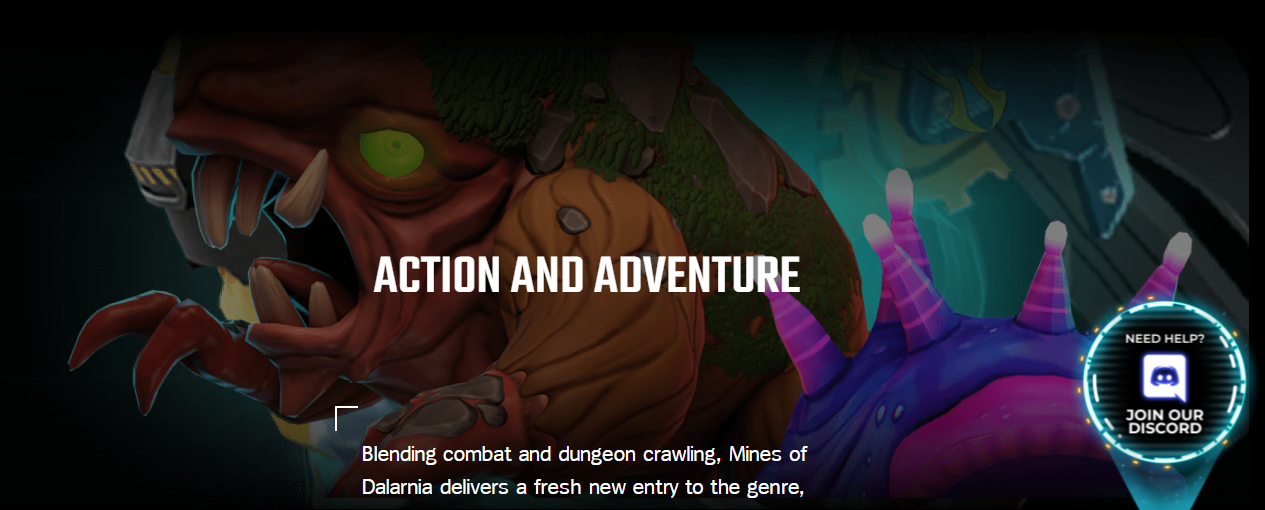 ACTION AND ADVENTURE
Blending combat and dungeon crawling, Mines of
Dalarnia delivers a fresh new entry to the genre,
NEED HELP?
JOIN OUR
DISCORD